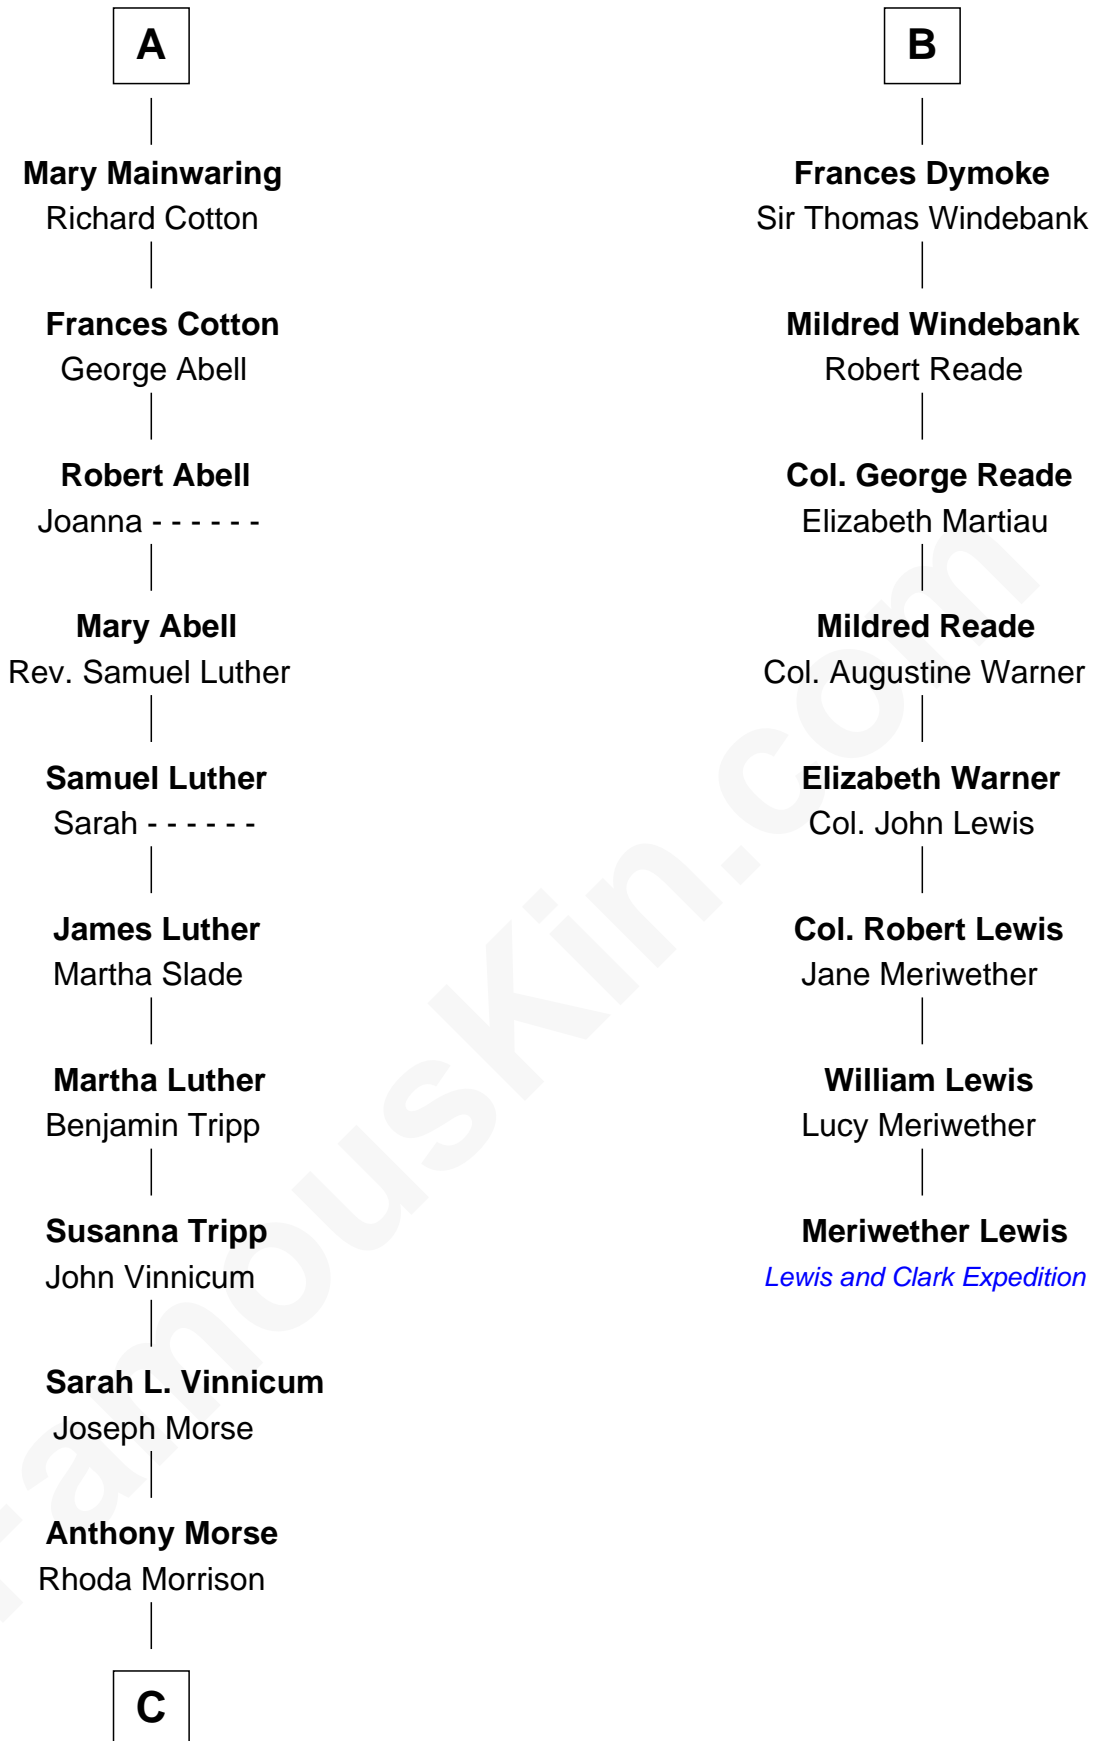 A
Mary Mainwaring
Richard Cotton
Frances Cotton
George Abell
Robert Abell
Joanna - - - - - -
Mary Abell
Rev. Samuel Luther
Samuel Luther
Sarah - - - - - -
James Luther
Martha Slade
Martha Luther
Benjamin Tripp
Susanna Tripp
John Vinnicum
Sarah L. Vinnicum
Joseph Morse
Anthony Morse
Rhoda Morrison
C
B
Frances Dymoke
Sir Thomas Windebank
Mildred Windebank
Robert Reade
Col. George Reade
Elizabeth Martiau
Mildred Reade
Col. Augustine Warner
Elizabeth Warner
Col. John Lewis
Col. Robert Lewis
Jane Meriwether
William Lewis
Lucy Meriwether
Meriwether Lewis
Lewis and Clark Expedition
FamousKin.com